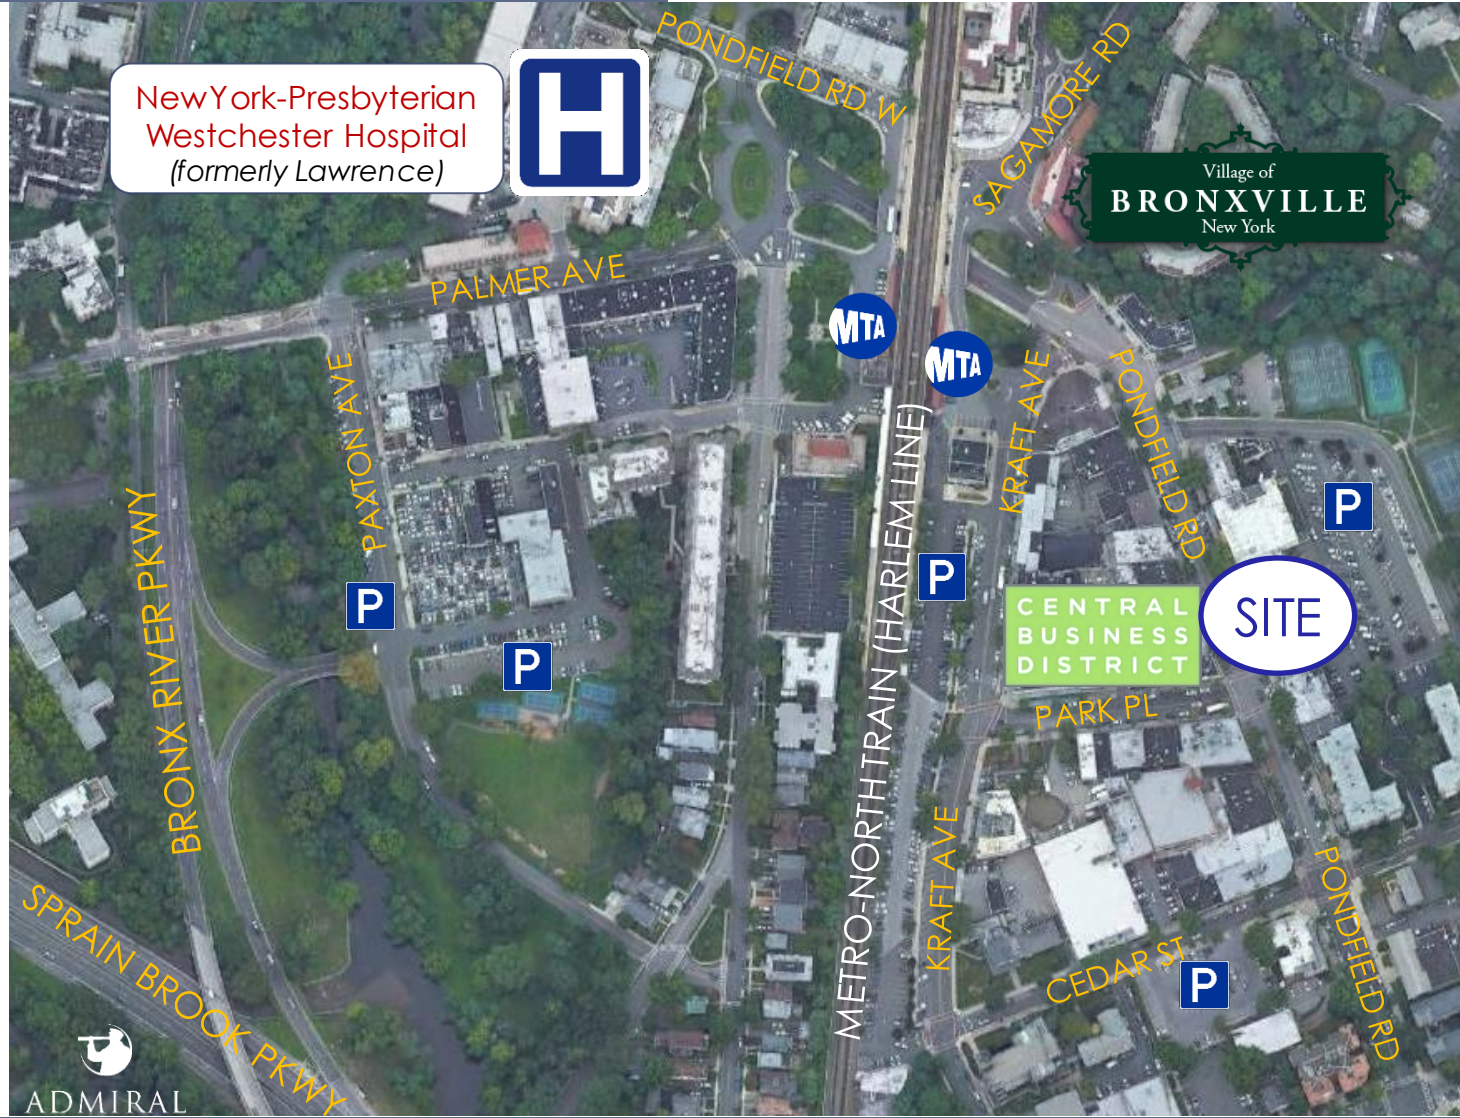 PONDFIELD RD W
SAGAMORE RD
NewYork-Presbyterian
Westchester Hospital
(formerly Lawrence)
H
Village of
BRONXVILLE
New York
PALMER AVE
MTA
MTA
PAXTON AVE
KRAFT AVE
PONDFIELD RD
BRONX RIVER PKWY
METRO-NORTH TRAIN (HARLEM LINE)
P
P
P
P
CENTRAL
BUSINESS
DISTRICT
SITE
PARK PL
KRAFT AVE
PONDFIELD RD
CEDAR ST
P
SPRAIN BROOK PKWY
ADMIRAL